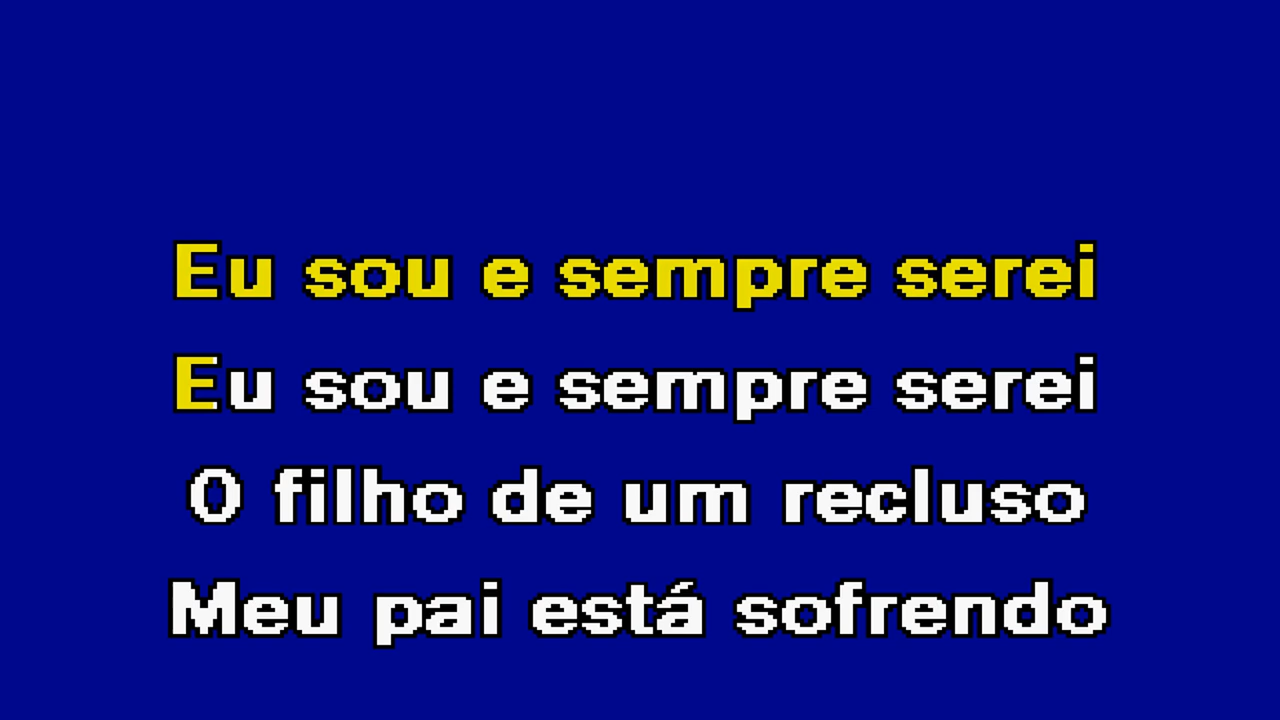 Eu sou e sempre serei
Eu sou e sempre serei
O filho de um recluso
Meu pai está sofrendo